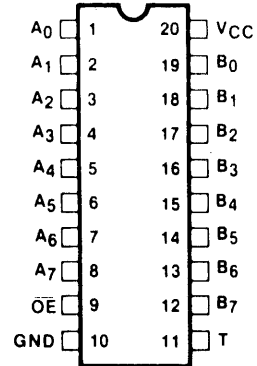 A0 1 20 VCC
A1 2 19 B0
A2 3 18 B1
A3 4 17 B2
A4 5 16 B3
A5 6 15 B4
A6 7 14 B5
A7 8 13 B6
O̅E̅ 9 12 B7
GND 10 11 T